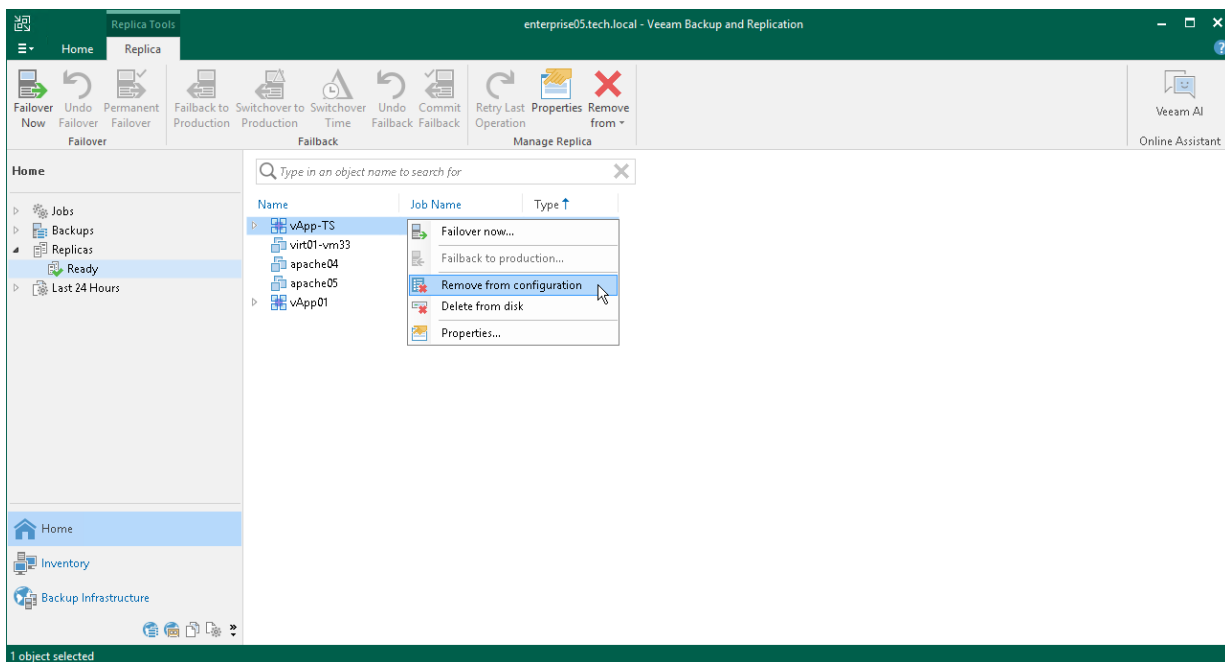 Replica Tools
enterprise05.tech.local - Veeam Backup and Replication
Home
Replica
Failover Now
Undo Failover
Permanent Failover
Failover
Failback to Production
Switchover to Production
Switchover Time
Undo Failback
Commit Failback
Failback
Retry Last Operation
Properties
Remove from
Manage Replica
Veeam AI
Online Assistant
Home
Jobs
Backups
Replicas
Ready
Last 24 Hours
Type in an object name to search for
Name Job Name Type
vApp-TS
virt01-vm33
apache04
apache05
vApp01
Failover now...
Failback to production...
Remove from configuration
Delete from disk
Properties...
Home
Inventory
Backup Infrastructure
1 object selected